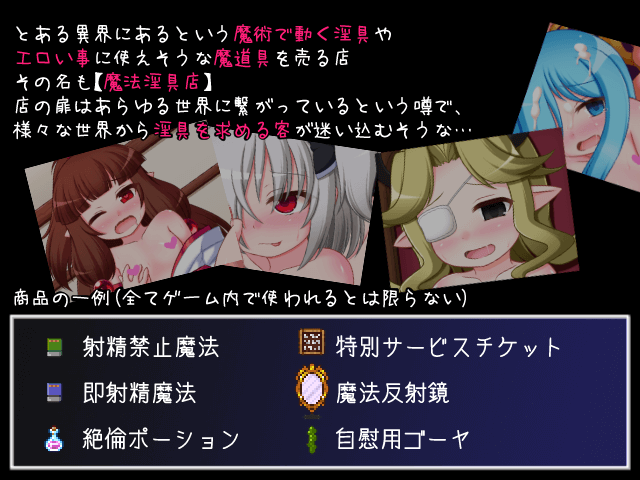 とある異界にあるという魔術で動く淫具や
エロい事に使えそうな魔道具を売る店
その名も【魔法淫具店】
店の扉はあらゆる世界に繋がっているという噂で、
様々な世界から淫具を求める客が迷い込むそうな…
商品の一例(全てゲーム内で使われるとは限らない)
射精禁止魔法
特別サービスチケット
即射精魔法
魔法反射鏡
絶倫ポーション
自慰用ゴーヤ